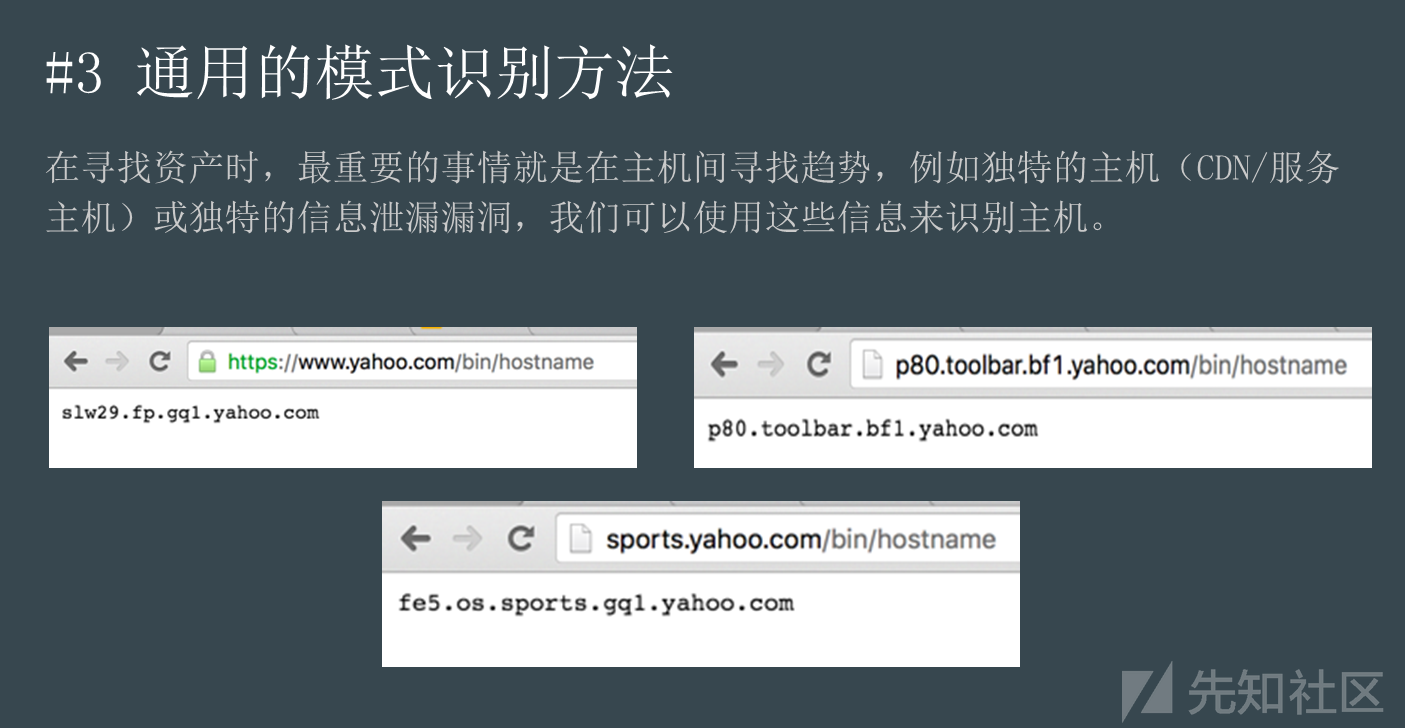 #3 通用的模式识别方法
在寻找资产时，最重要的事情就是在主机间寻找趋势，例如独特的主机（CDN/服务
主机）或独特的信息泄漏漏洞，我们可以使用这些信息来识别主机。
https://www.yahoo.com/bin/hostname
slw29.fp.gq1.yahoo.com
p80.toolbar.bf1.yahoo.com/bin/hostname
p80.toolbar.bf1.yahoo.com
sports.yahoo.com/bin/hostname
fe5.os.sports.gq1.yahoo.com
先知社区